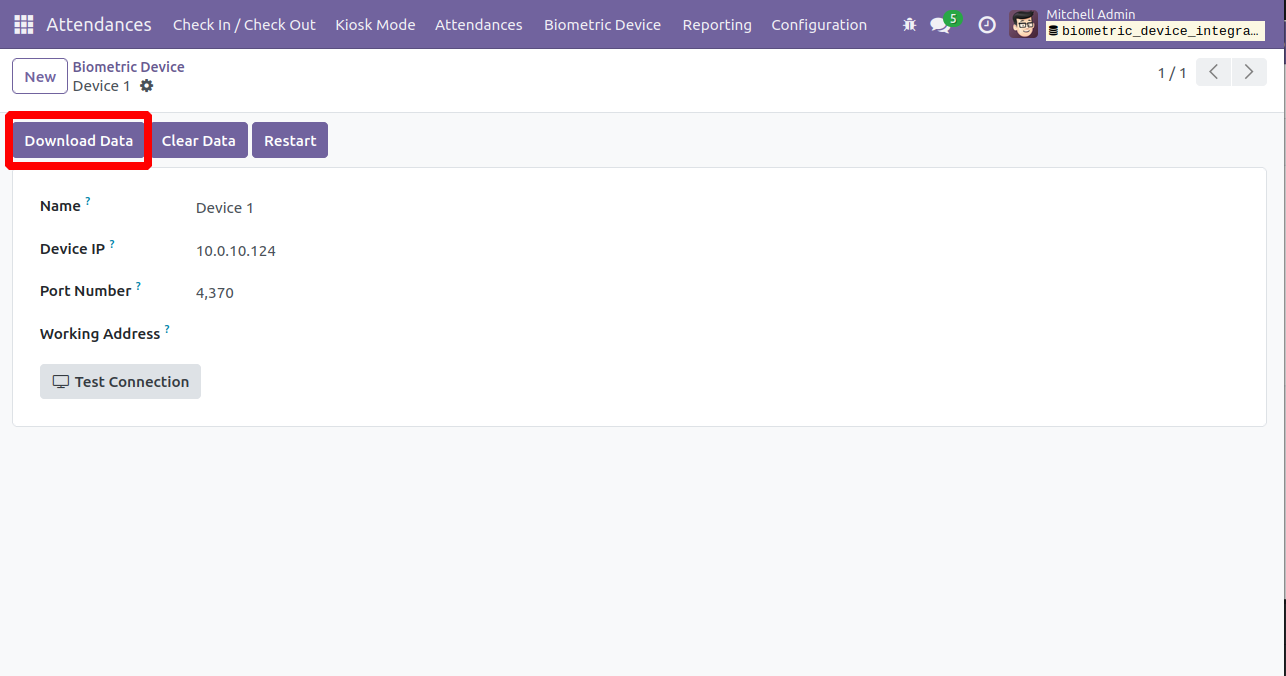 Attendances Check In / Check Out Kiosk Mode Attendances Biometric Device Reporting Configuration 5 Mitchell Admin
biometric_device_integra…
New Biometric Device
Device 1
1 / 1
Download Data Clear Data Restart
Name ? Device 1
Device IP ? 10.0.10.124
Port Number ? 4,370
Working Address ?
Test Connection